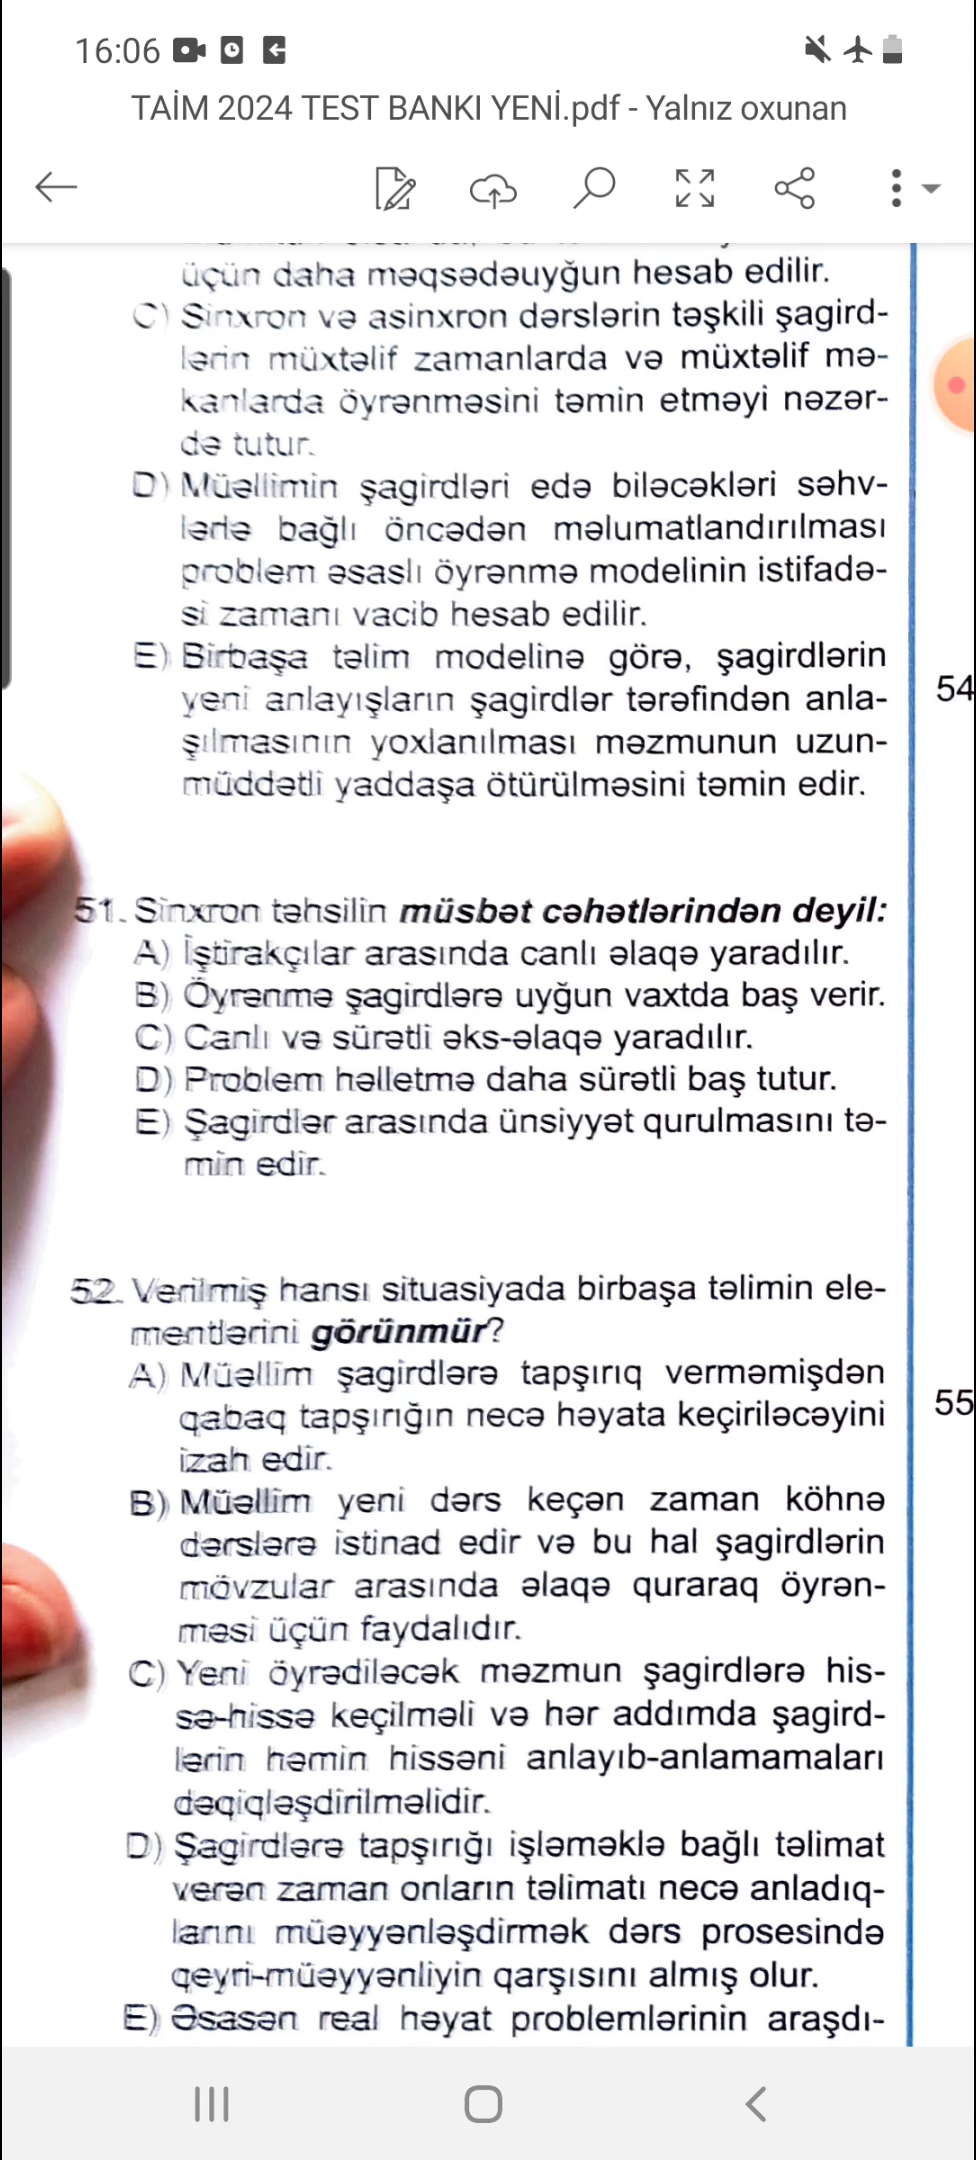 16:06
TAİM 2024 TEST BANKI YENİ.pdf - Yalnız oxunan
üçün daha məqsədəuyğun hesab edilir.
C) Sinxron və asinxron dərslərin təşkili şagird-
lərin müxtəlif zamanlarda və müxtəlif mə-
kanlarda öyrənməsini təmin etməyi nəzər-
də tutur.
D) Müəllimin şagirdləri edə biləcəkləri səhv-
lərlə bağlı öncədən məlumatlandırılması
problem əsaslı öyrənmə modelinin istifadə-
si zamanı vacib hesab edilir.
E) Birbaşa təlim modelinə görə, şagirdlərin
yeni anlayışların şagirdlər tərəfindən anla-
şılmasının yoxlanılması məzmunun uzun-
müddətli yaddaşa ötürülməsini təmin edir.
54
51. Sinxron təhsilin müsbət cəhətlərindən deyil:
A) İştirakçılar arasında canlı əlaqə yaradılır.
B) Öyrənmə şagirdlərə uyğun vaxtda baş verir.
C) Canlı və sürətli əks-əlaqə yaradılır.
D) Problem həlletmə daha sürətli baş tutur.
E) Şagirdlər arasında ünsiyyət qurulmasını tə-
min edir.
52. Verilmiş hansı situasiyada birbaşa təlimin ele-
mentlərini görünmür?
A) Müəllim şagirdlərə tapşırıq verməmişdən
qabaq tapşırığın necə həyata keçiriləcəyini
izah edir.
B) Müəllim yeni dərs keçən zaman köhnə
dərslərə istinad edir və bu hal şagirdlərin
mövzular arasında əlaqə quraraq öyrən-
məsi üçün faydalıdır.
C) Yeni öyrədiləcək məzmun şagirdlərə his-
sə-hissə keçilməli və hər addımda şagird-
lərin həmin hissəni anlayıb-anlamamaları
dəqiqləşdirilməlidir.
D) Şagirdlərə tapşırığı işləməklə bağlı təlimat
verən zaman onların təlimatı necə anladıq-
larını müəyyənləşdirmək dərs prosesində
qeyri-müəyyənliyin qarşısını almış olur.
E) Əsasən real həyat problemlərinin araşdı-
55